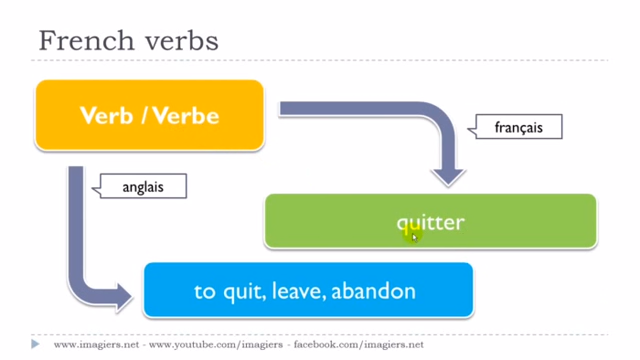 French verbs
Verb / Verbe
français
anglais
quitter
to quit, leave, abandon
www.imagiers.net - www.youtube.com/imagiers - facebook.com/imagiers.net